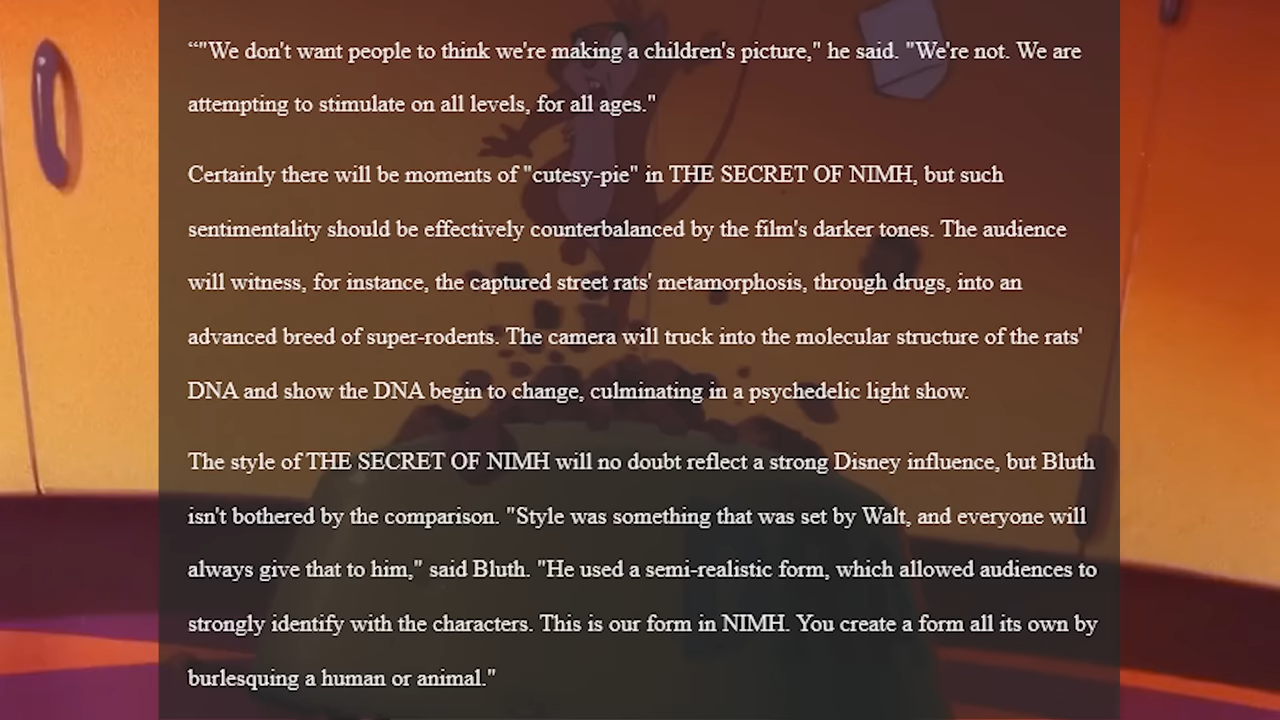 “"We don't want people to think we're making a children's picture," he said. "We're not. We are
attempting to stimulate on all levels, for all ages."
Certainly there will be moments of "cutesy-pie" in THE SECRET OF NIMH, but such
sentimentality should be effectively counterbalanced by the film's darker tones. The audience
will witness, for instance, the captured street rats' metamorphosis, through drugs, into an
advanced breed of super-rodents. The camera will truck into the molecular structure of the rats'
DNA and show the DNA begin to change, culminating in a psychedelic light show.
The style of THE SECRET OF NIMH will no doubt reflect a strong Disney influence, but Bluth
isn't bothered by the comparison. "Style was something that was set by Walt, and everyone will
always give that to him," said Bluth. "He used a semi-realistic form, which allowed audiences to
strongly identify with the characters. This is our form in NIMH. You create a form all its own by
burlesquing a human or animal."